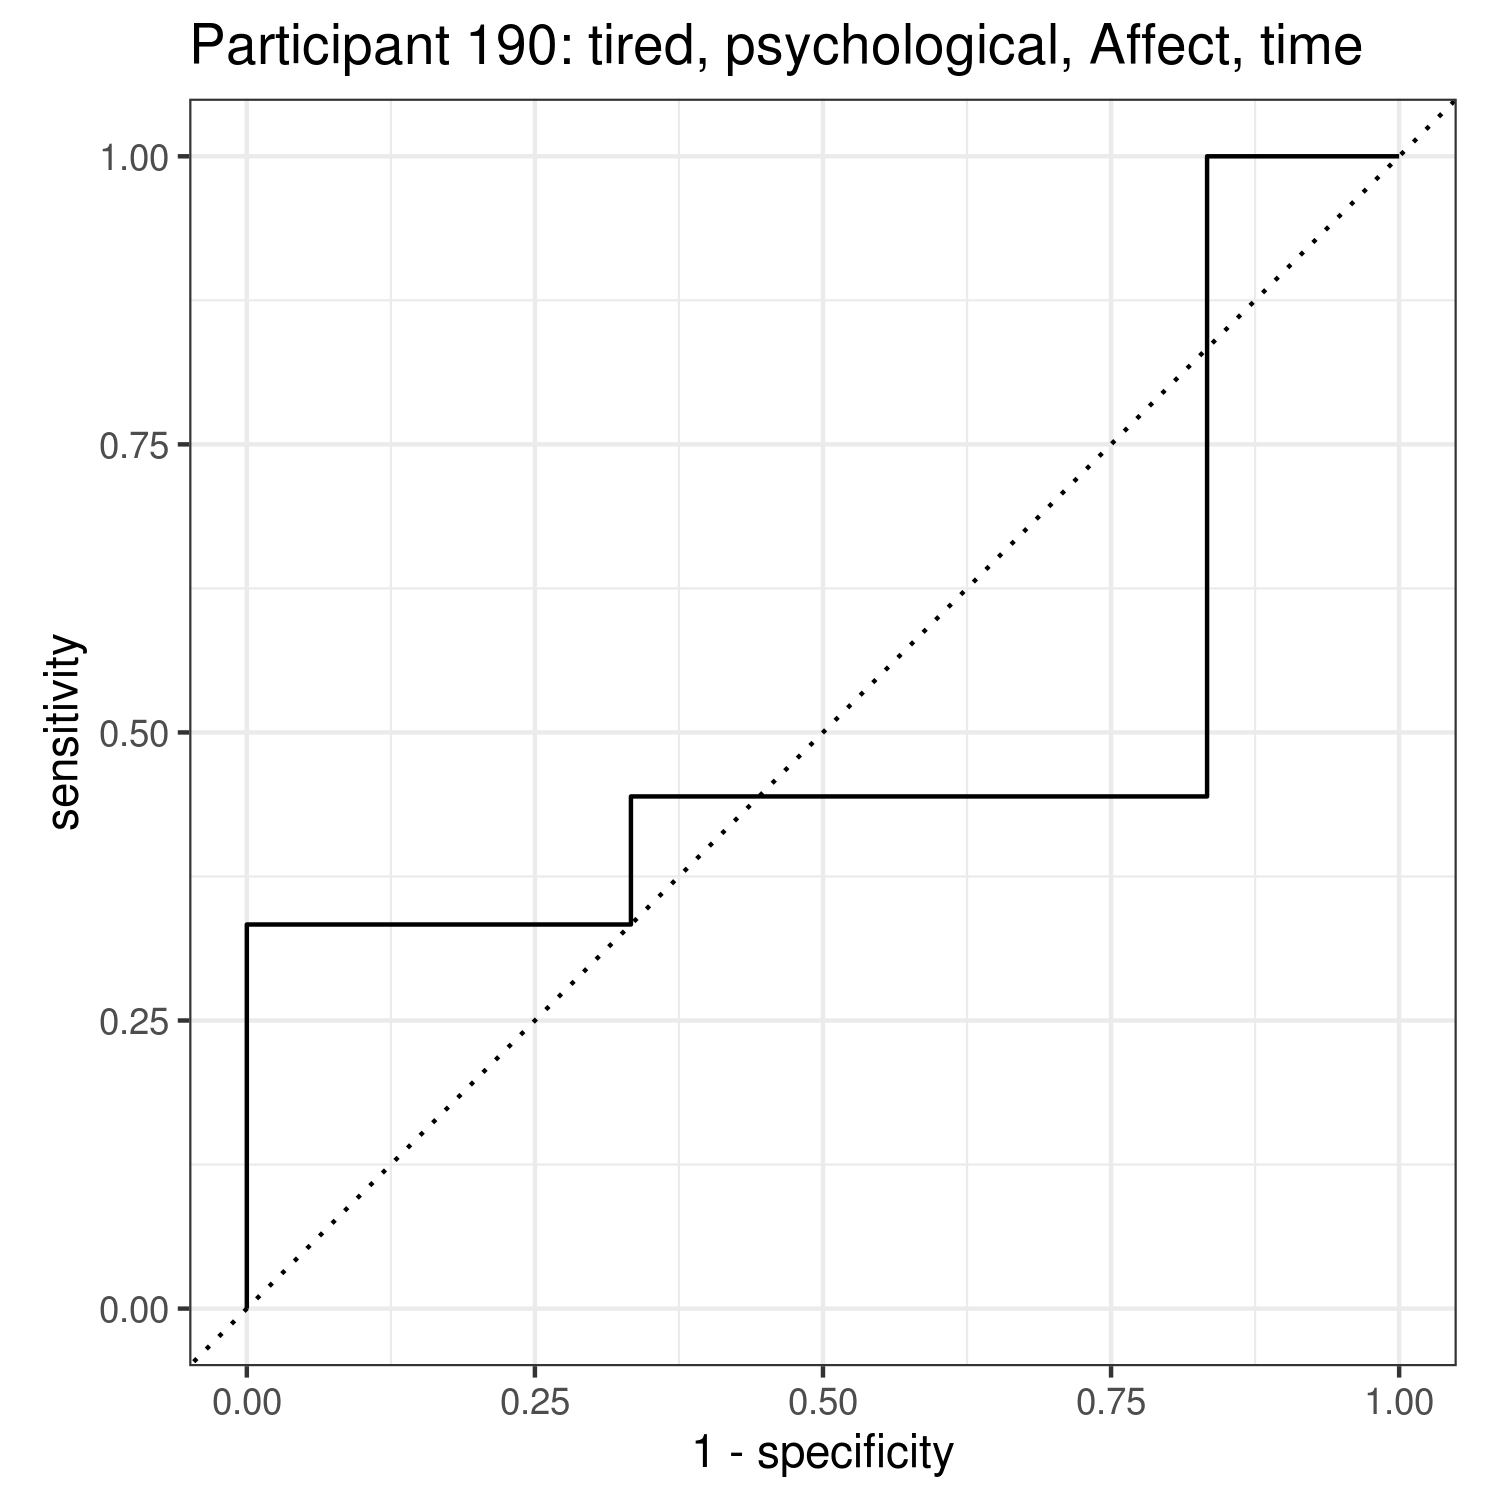 Participant 190: tired, psychological, Affect, time
1.00
0.75
0.50
0.25
0.00
sensitivity
0.00 0.25 0.50 0.75 1.00
1 - specificity